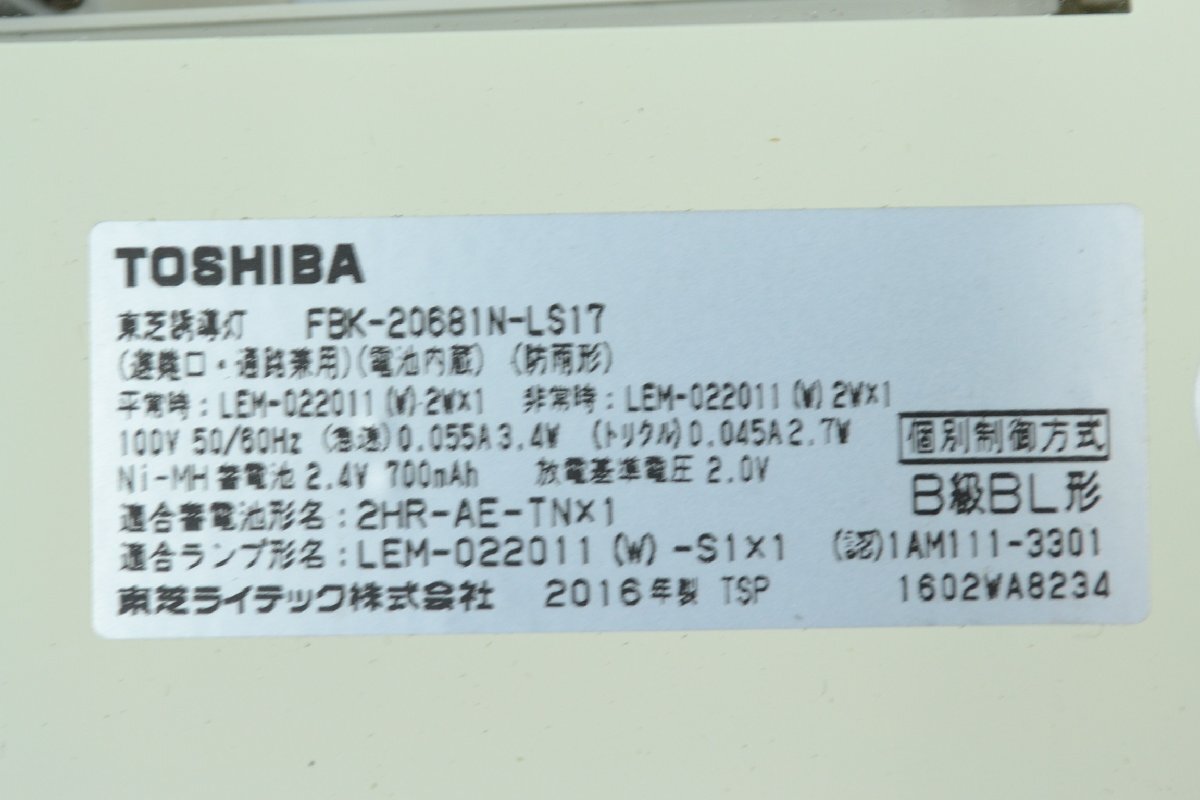 TOSHIBA
東芝誘導灯 FBK-20681N-LS17
(避難口・通路兼用)(電池内蔵) (防雨形)
平常時:LEM-022011(W)-2W×1 非常時:LEM-022011(W)2W×1
100V 50/60Hz (急速)0.055A3.4W (トリクル)0.045A2.7W
Ni-MH蓄電池2.4V 700mAh 放電基準電圧2.0V
個別制御方式
B級BL形
適合蓄電池形名:2HR-AE-TN×1
適合ランプ形名:LEM-022011(W)-S1×1 (認)1AM111-3301
東芝ライテック株式会社 2016年製 TSP 1602WA8234